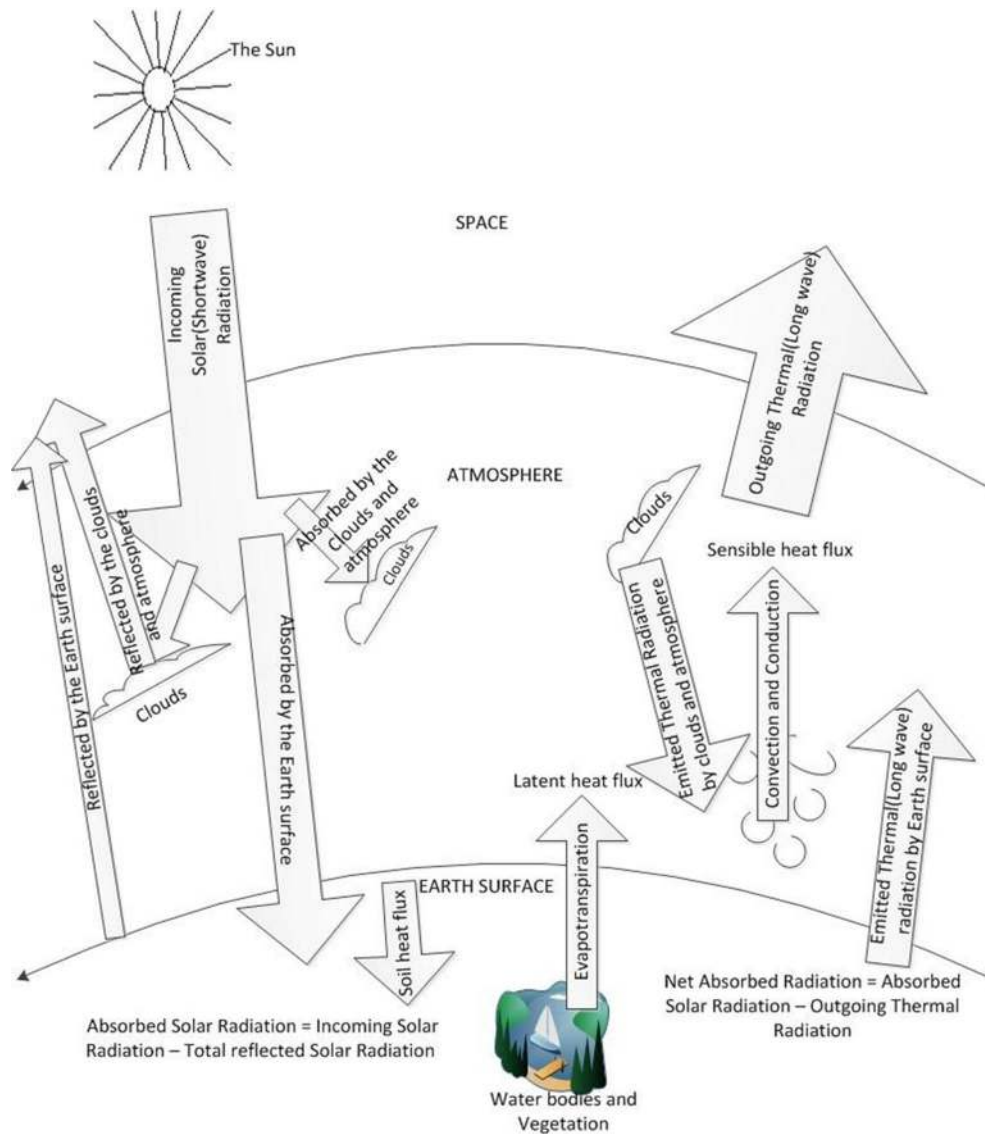 The Sun
SPACE
Incoming
Solar(Shortwave)
Radiation
Outgoing Thermal(Long wave)
Radiation
ATMOSPHERE
Absorbed by the
Clouds and
atmosphere
Clouds
Clouds
Sensible heat flux
Reflected by the clouds
and atmosphere
Reflected by the Earth surface
Clouds
Absorbed by the Earth surface
Emitted Thermal Radiation
by clouds and atmosphere
Convection and Conduction
Emitted Thermal(Long wave)
radiation by Earth surface
Latent heat flux
EARTH SURFACE
Soil heat flux
Evapotranspiration
Net Absorbed Radiation = Absorbed
Solar Radiation – Outgoing Thermal
Radiation
Absorbed Solar Radiation = Incoming Solar
Radiation – Total reflected Solar Radiation
Water bodies and
Vegetation